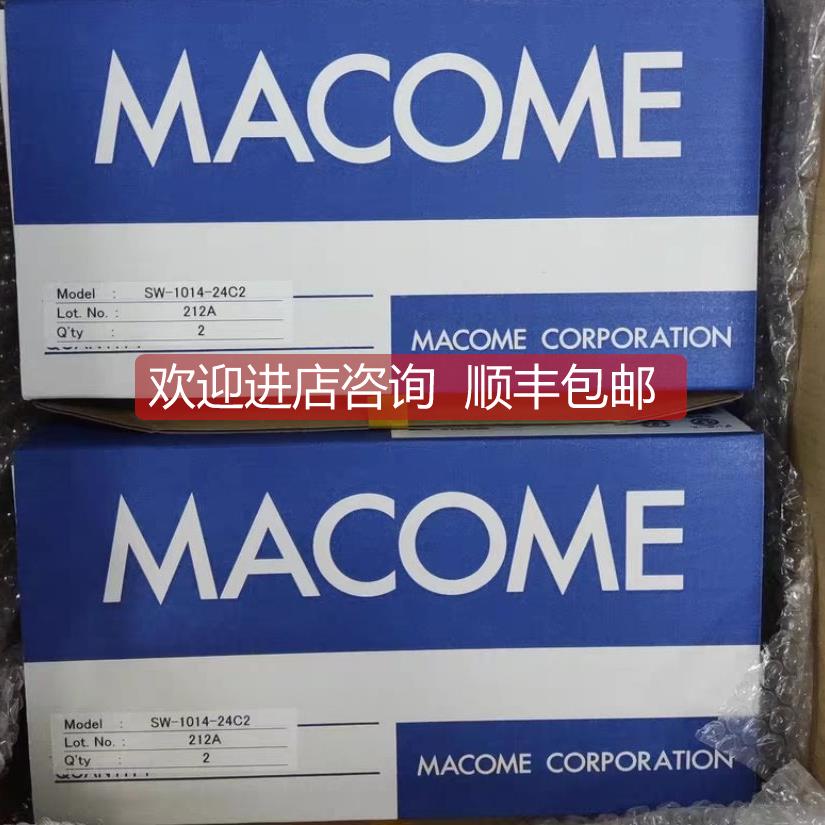 MACOME
Model : SW-1014-24C2
Lot. No. : 212A
Q'ty : 2
MACOME CORPORATION
欢迎进店咨询 顺丰包邮
MACOME
Model : SW-1014-24C2
Lot. No. : 212A
Q'ty : 2
MACOME CORPORATION